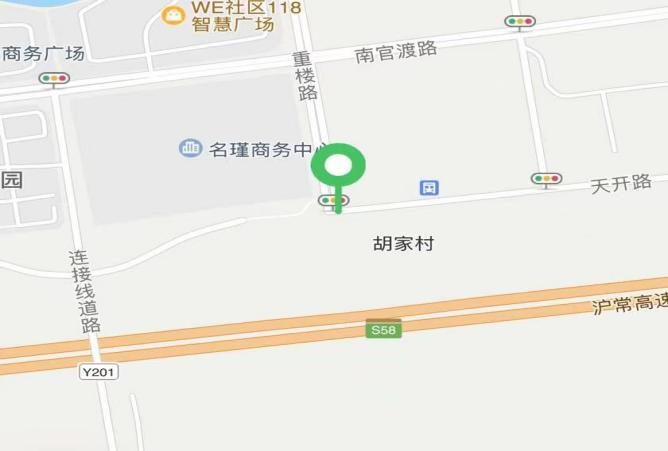 WE社区118
智慧广场
商务广场
南官渡路
重楼路
名瑾商务中心
园
天开路
胡家村
连接线道路
沪常高速
S58
Y201